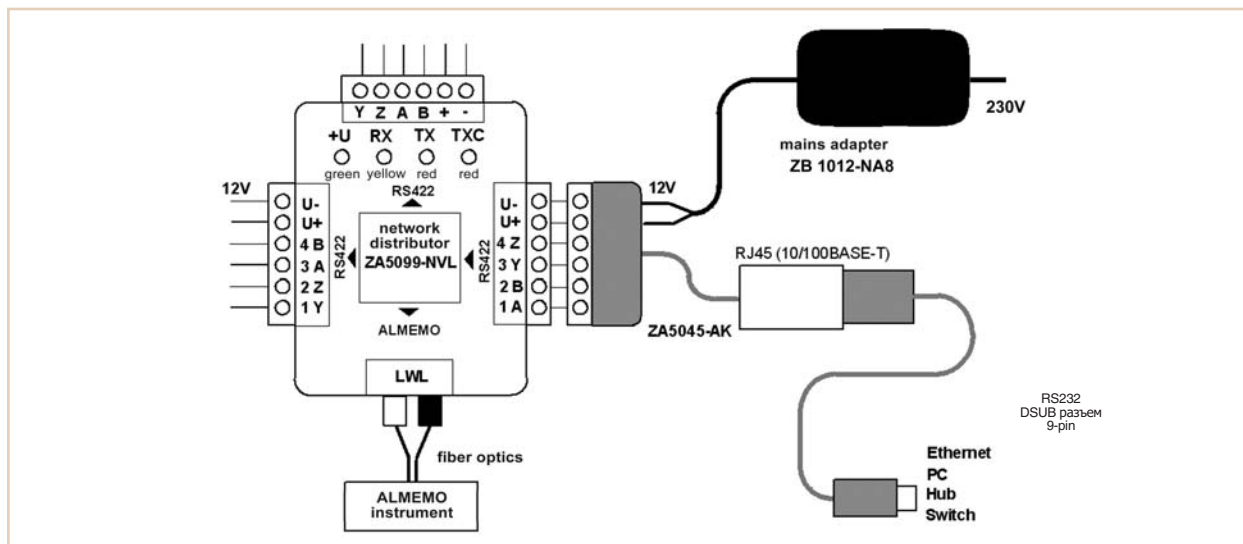 Y Z A B + -
+U RX TX TXC
green yellow red red
RS422
12V
U-
U+
4 B
3 A
2 Z
1 Y
RS422
network
distributor
ZA5099-NVL
RS422
U-
U+
4 Z
3 Y
2 B
1 A
ALMEMO
LWL
fiber optics
ALMEMO
instrument
12V
230V
mains adapter
ZB 1012-NA8
RJ45 (10/100BASE-T)
ZA5045-AK
RS232
DSUB разъем
9-pin
Ethernet
PC
Hub
Switch